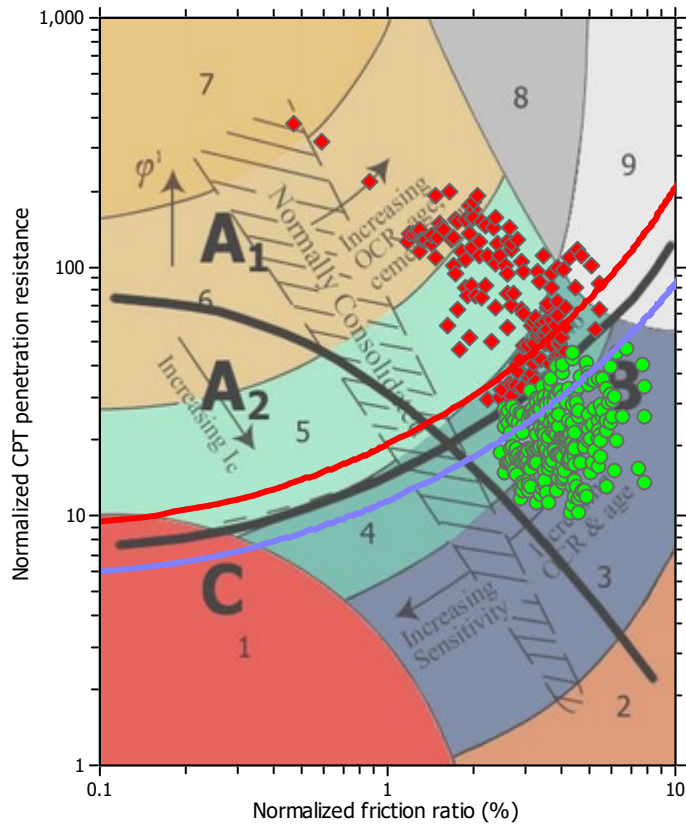 1,000
100
10
1
0.1
1
10
Normalized CPT penetration resistance
Normalized friction ratio (%)
7
8
9
φ'
A1
Normally Consolidated
Increasing
OCR, age,
6
A2
Increasing Ic
5
B
4
Increasing
OCR & age
3
C
Increasing
Sensitivity
1
2